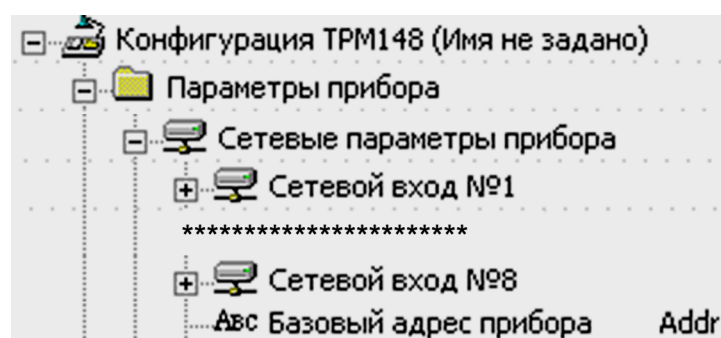 Конфигурация ТРМ148 (Имя не задано)
Параметры прибора
Сетевые параметры прибора
Сетевой вход №1
***********************
Сетевой вход №8
ABC Базовый адрес прибора Addr